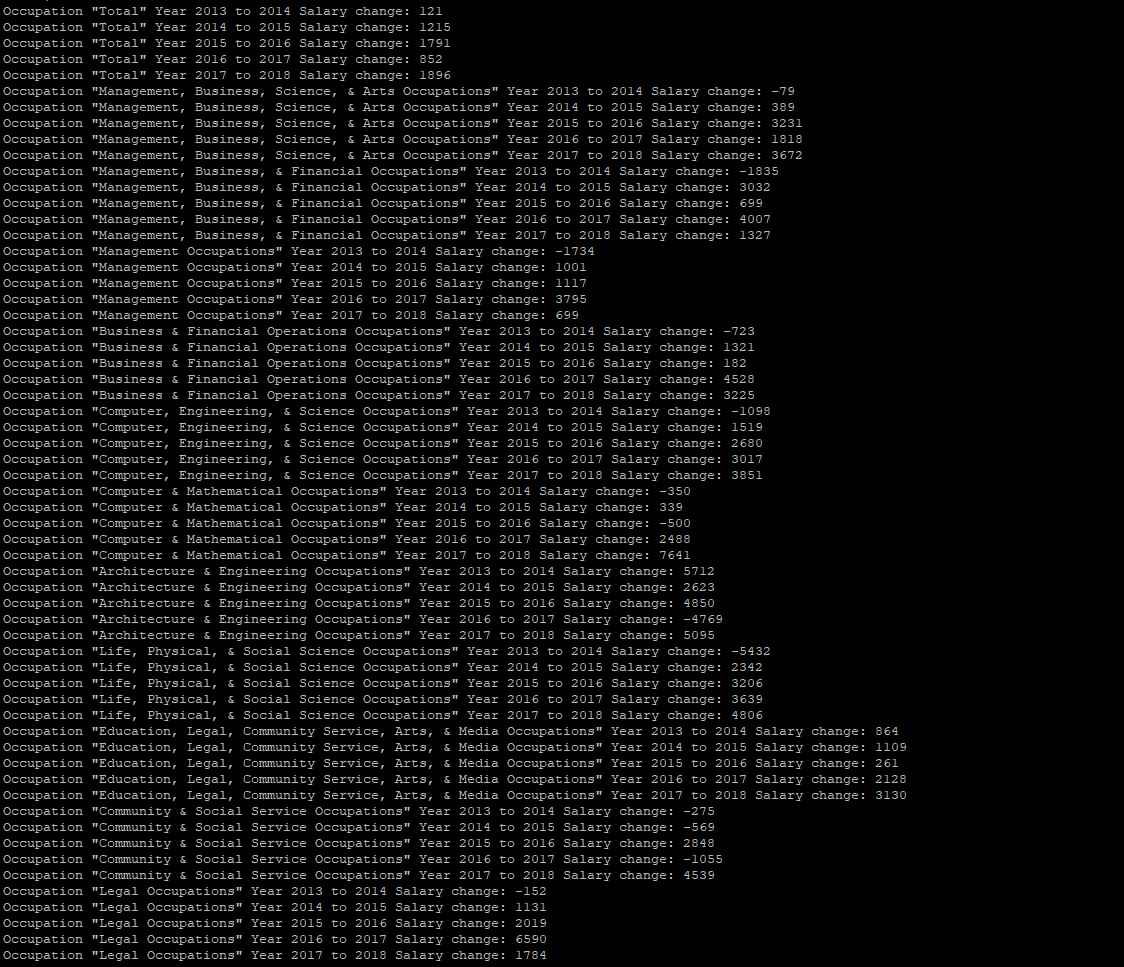 Occupation "Total" Year 2013 to 2014 Salary change: 121
Occupation "Total" Year 2014 to 2015 Salary change: 1215
Occupation "Total" Year 2015 to 2016 Salary change: 1791
Occupation "Total" Year 2016 to 2017 Salary change: 852
Occupation "Total" Year 2017 to 2018 Salary change: 1896
Occupation "Management, Business, Science, & Arts Occupations" Year 2013 to 2014 Salary change: -79
Occupation "Management, Business, Science, & Arts Occupations" Year 2014 to 2015 Salary change: 389
Occupation "Management, Business, Science, & Arts Occupations" Year 2015 to 2016 Salary change: 3231
Occupation "Management, Business, Science, & Arts Occupations" Year 2016 to 2017 Salary change: 1818
Occupation "Management, Business, Science, & Arts Occupations" Year 2017 to 2018 Salary change: 3672
Occupation "Management, Business, & Financial Occupations" Year 2013 to 2014 Salary change: -1835
Occupation "Management, Business, & Financial Occupations" Year 2014 to 2015 Salary change: 3032
Occupation "Management, Business, & Financial Occupations" Year 2015 to 2016 Salary change: 699
Occupation "Management, Business, & Financial Occupations" Year 2016 to 2017 Salary change: 4007
Occupation "Management, Business, & Financial Occupations" Year 2017 to 2018 Salary change: 1327
Occupation "Management Occupations" Year 2013 to 2014 Salary change: -1734
Occupation "Management Occupations" Year 2014 to 2015 Salary change: 1001
Occupation "Management Occupations" Year 2015 to 2016 Salary change: 1117
Occupation "Management Occupations" Year 2016 to 2017 Salary change: 3795
Occupation "Management Occupations" Year 2017 to 2018 Salary change: 699
Occupation "Business & Financial Operations Occupations" Year 2013 to 2014 Salary change: -723
Occupation "Business & Financial Operations Occupations" Year 2014 to 2015 Salary change: 1321
Occupation "Business & Financial Operations Occupations" Year 2015 to 2016 Salary change: 182
Occupation "Business & Financial Operations Occupations" Year 2016 to 2017 Salary change: 4528
Occupation "Business & Financial Operations Occupations" Year 2017 to 2018 Salary change: 3225
Occupation "Computer, Engineering, & Science Occupations" Year 2013 to 2014 Salary change: -1098
Occupation "Computer, Engineering, & Science Occupations" Year 2014 to 2015 Salary change: 1519
Occupation "Computer, Engineering, & Science Occupations" Year 2015 to 2016 Salary change: 2680
Occupation "Computer, Engineering, & Science Occupations" Year 2016 to 2017 Salary change: 3017
Occupation "Computer, Engineering, & Science Occupations" Year 2017 to 2018 Salary change: 3851
Occupation "Computer & Mathematical Occupations" Year 2013 to 2014 Salary change: -350
Occupation "Computer & Mathematical Occupations" Year 2014 to 2015 Salary change: 339
Occupation "Computer & Mathematical Occupations" Year 2015 to 2016 Salary change: -500
Occupation "Computer & Mathematical Occupations" Year 2016 to 2017 Salary change: 2488
Occupation "Computer & Mathematical Occupations" Year 2017 to 2018 Salary change: 7641
Occupation "Architecture & Engineering Occupations" Year 2013 to 2014 Salary change: 5712
Occupation "Architecture & Engineering Occupations" Year 2014 to 2015 Salary change: 2623
Occupation "Architecture & Engineering Occupations" Year 2015 to 2016 Salary change: 4850
Occupation "Architecture & Engineering Occupations" Year 2016 to 2017 Salary change: -4769
Occupation "Architecture & Engineering Occupations" Year 2017 to 2018 Salary change: 5095
Occupation "Life, Physical, & Social Science Occupations" Year 2013 to 2014 Salary change: -5432
Occupation "Life, Physical, & Social Science Occupations" Year 2014 to 2015 Salary change: 2342
Occupation "Life, Physical, & Social Science Occupations" Year 2015 to 2016 Salary change: 3206
Occupation "Life, Physical, & Social Science Occupations" Year 2016 to 2017 Salary change: 3639
Occupation "Life, Physical, & Social Science Occupations" Year 2017 to 2018 Salary change: 4806
Occupation "Education, Legal, Community Service, Arts, & Media Occupations" Year 2013 to 2014 Salary change: 864
Occupation "Education, Legal, Community Service, Arts, & Media Occupations" Year 2014 to 2015 Salary change: 1109
Occupation "Education, Legal, Community Service, Arts, & Media Occupations" Year 2015 to 2016 Salary change: 261
Occupation "Education, Legal, Community Service, Arts, & Media Occupations" Year 2016 to 2017 Salary change: 2128
Occupation "Education, Legal, Community Service, Arts, & Media Occupations" Year 2017 to 2018 Salary change: 3130
Occupation "Community & Social Service Occupations" Year 2013 to 2014 Salary change: -275
Occupation "Community & Social Service Occupations" Year 2014 to 2015 Salary change: -569
Occupation "Community & Social Service Occupations" Year 2015 to 2016 Salary change: 2848
Occupation "Community & Social Service Occupations" Year 2016 to 2017 Salary change: -1055
Occupation "Community & Social Service Occupations" Year 2017 to 2018 Salary change: 4539
Occupation "Legal Occupations" Year 2013 to 2014 Salary change: -152
Occupation "Legal Occupations" Year 2014 to 2015 Salary change: 1131
Occupation "Legal Occupations" Year 2015 to 2016 Salary change: 2019
Occupation "Legal Occupations" Year 2016 to 2017 Salary change: 6590
Occupation "Legal Occupations" Year 2017 to 2018 Salary change: 1784